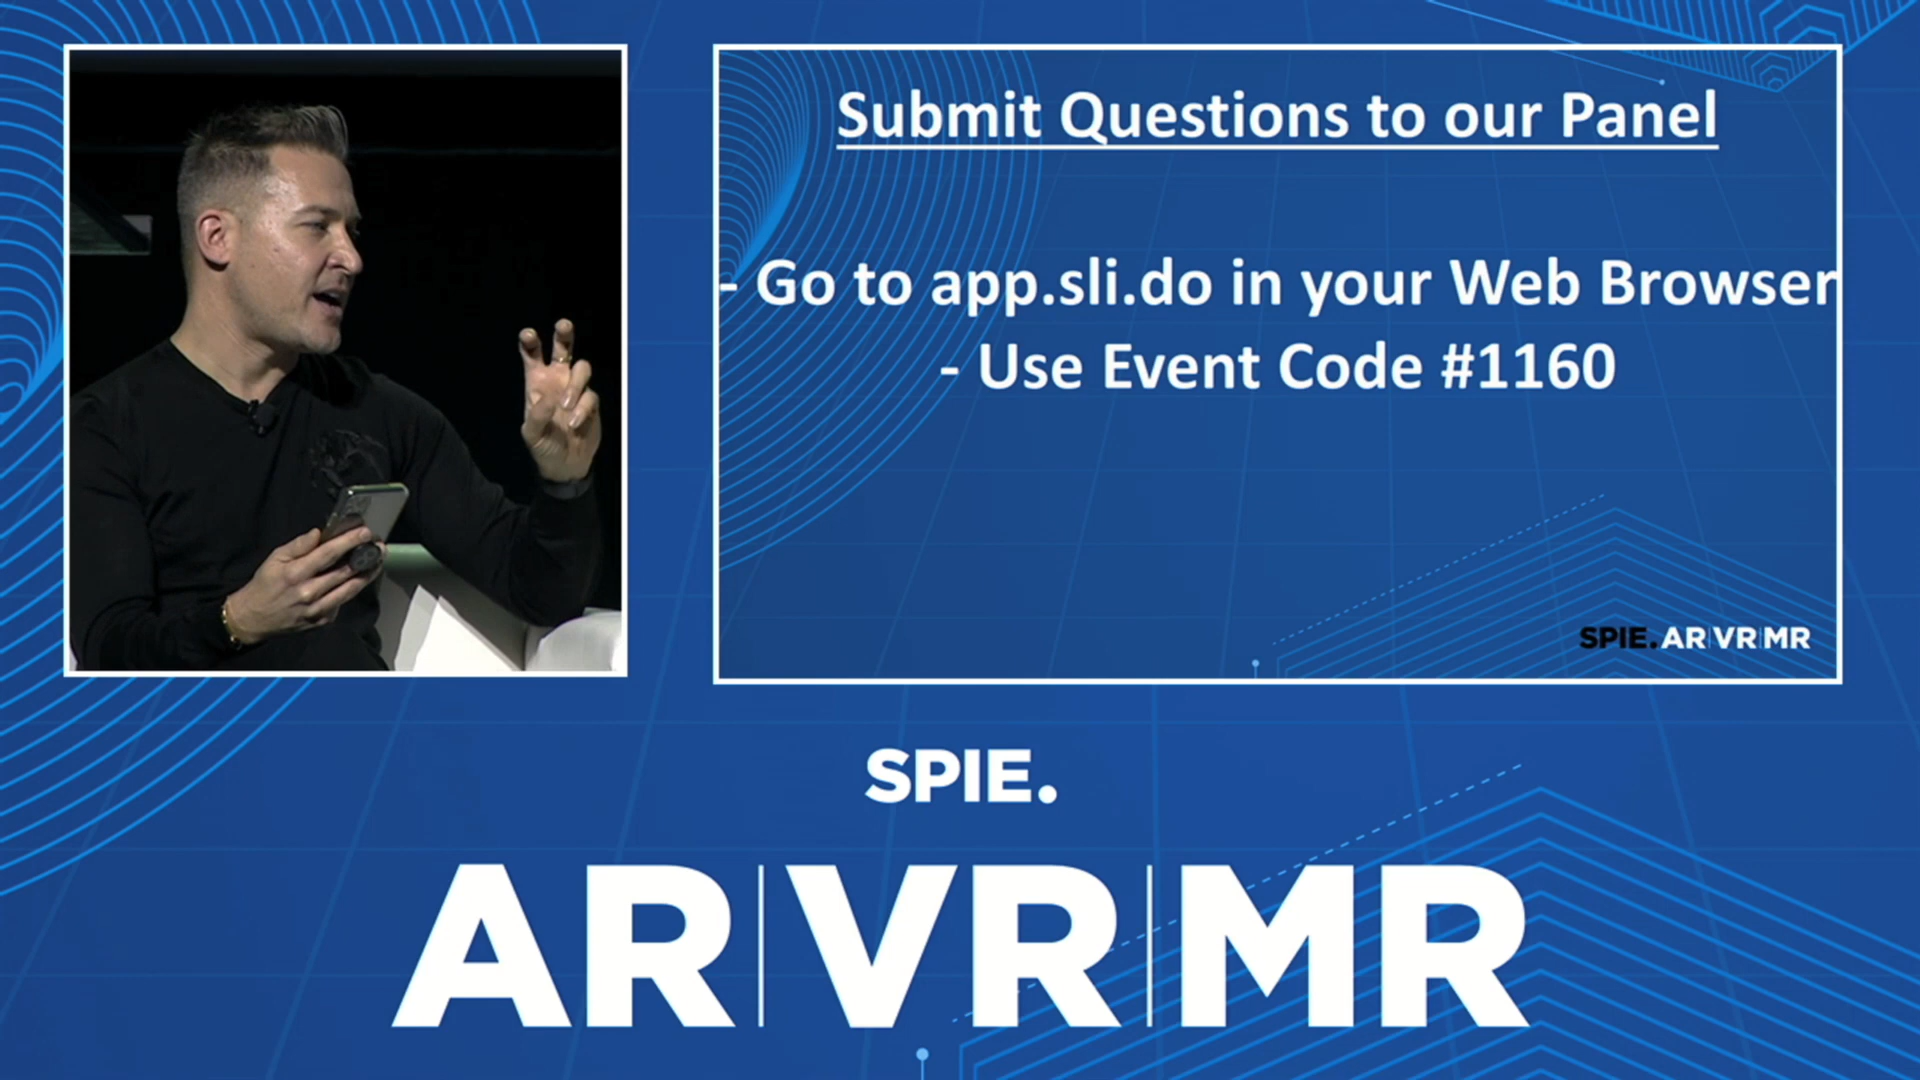 Submit Questions to our Panel
- Go to app.sli.do in your Web Browser
- Use Event Code #1160
SPIE. AR|VR|MR
SPIE.
AR|VR|MR